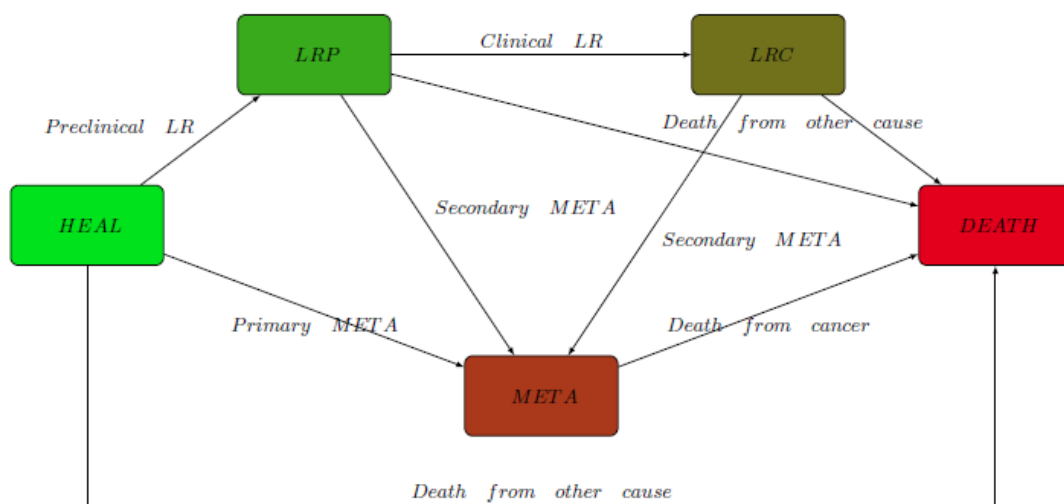 LRP
Clinical LR
LRC
Preclinical LR
Death from other cause
HEAL
Secondary META
DEATH
Secondary META
Primary META
Death from cancer
META
Death from other cause